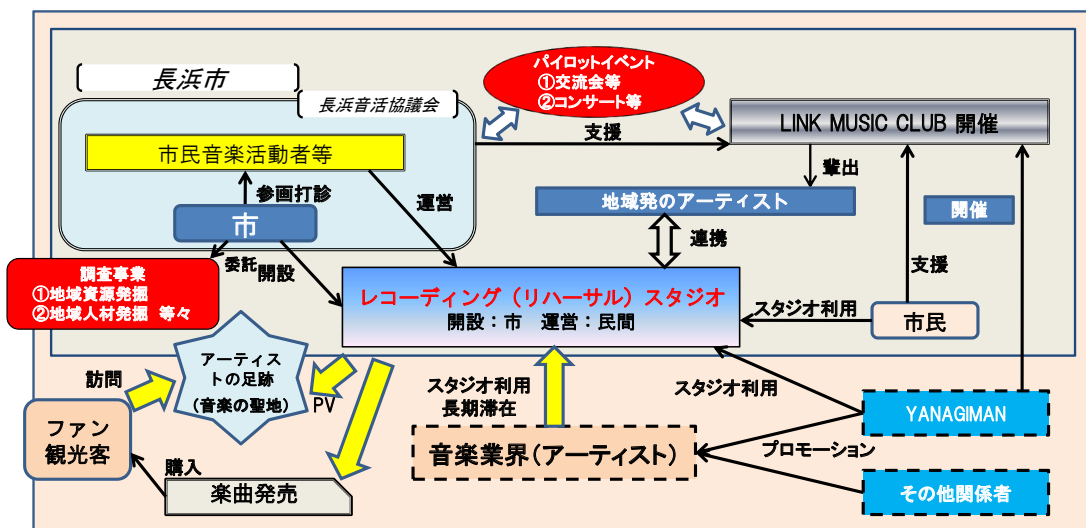 長浜市
長浜音活協議会
パイロットイベント
①交流会等
②コンサート等
支援
LINK MUSIC CLUB 開催
市民音楽活動者等
参画打診
市
運営
輩出
地域発のアーティスト
開催
連携
委託
開設
調査事業
①地域資源発掘
②地域人材発掘 等々
レコーディング（リハーサル）スタジオ
開設：市 運営：民間
支援
スタジオ利用
市民
アーティス
トの足跡
（音楽の聖地）
訪問
PV
スタジオ利用
長期滞在
スタジオ利用
ファン
観光客
音楽業界（アーティスト）
YANAGIMAN
プロモーション
購入
楽曲発売
その他関係者